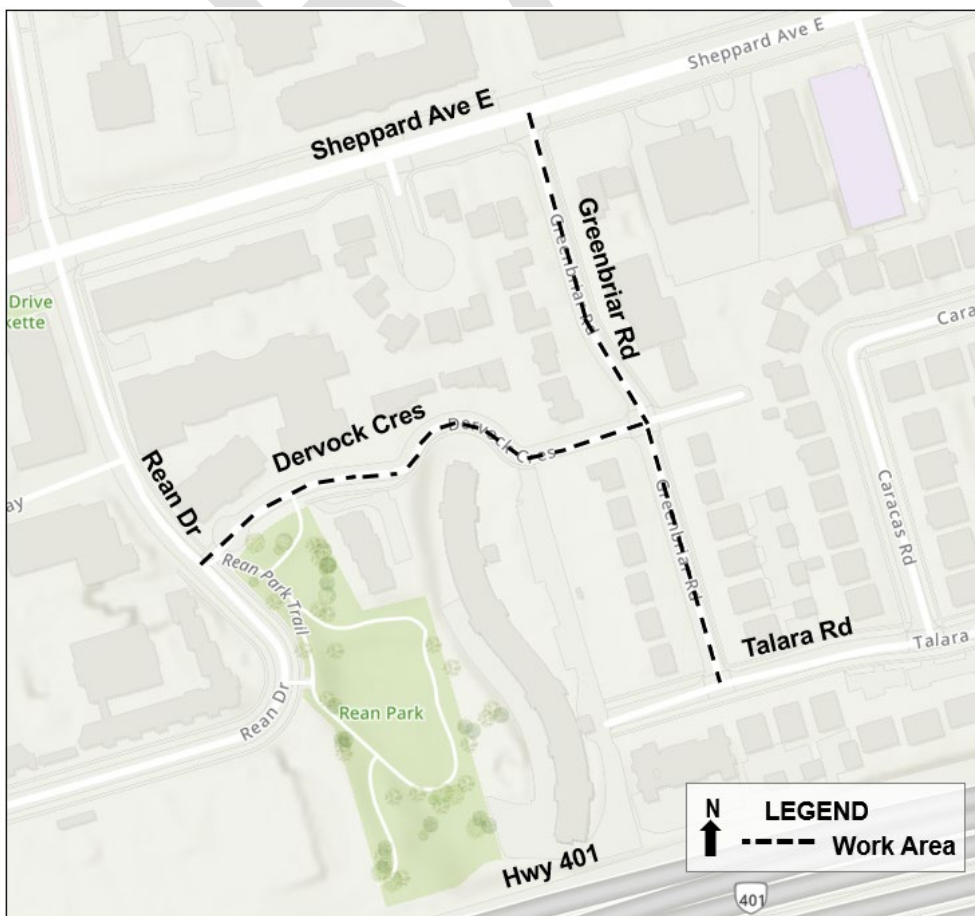 Sheppard Ave E
Sheppard Ave E
Greenbriar Rd
Greenbriar Rd
Drive
kette
Cara
Dervock Cres
Dervock Cres
Rean Dr
ay
Greenbriar Rd
Caracas Rd
Rean Park Trail
Talara Rd
Talara
Rean Dr
Rean Park
N
LEGEND
Work Area
Hwy 401
401